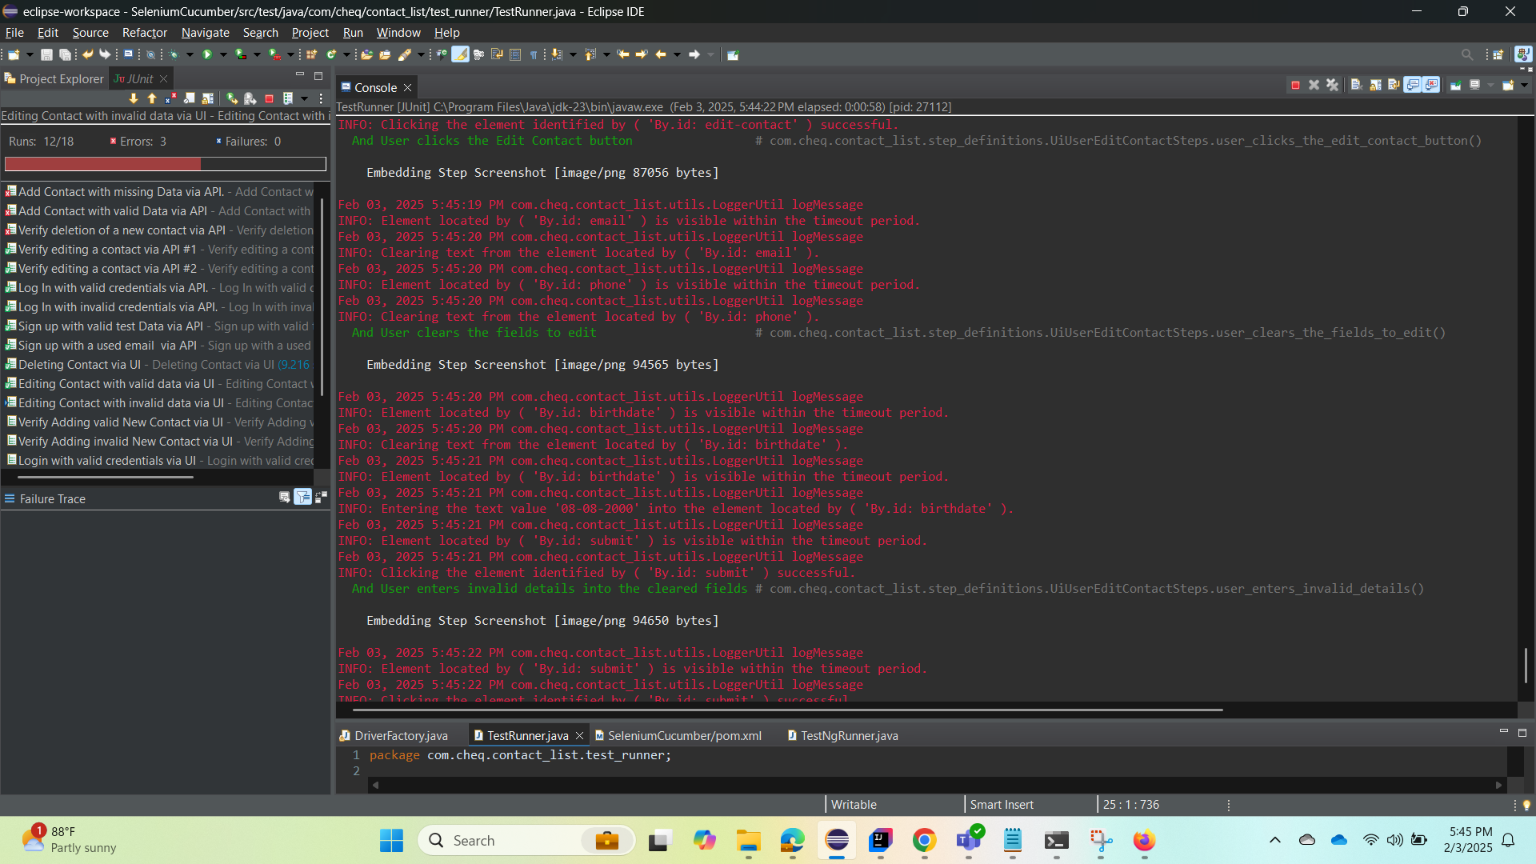 eclipse-workspace - SeleniumCucumber/src/test/java/com/cheq/contact_list/test_runner/TestRunner.java - Eclipse IDE
File Edit Source Refactor Navigate Search Project Run Window Help
Project Explorer JUnit
Editing Contact with invalid data via UI - Editing Contact with i
Runs: 12/18 Errors: 3 Failures: 0
Add Contact with missing Data via API. - Add Contact w
Add Contact with valid Data via API - Add Contact with
Verify deletion of a new contact via API - Verify deletion
Verify editing a contact via API #1 - Verify editing a cont
Verify editing a contact via API #2 - Verify editing a cont
Log In with valid credentials via API. - Log In with valid c
Log In with invalid credentials via API. - Log In with inva
Sign up with valid test Data via API - Sign up with valid
Sign up with a used email via API - Sign up with a used
Deleting Contact via UI - Deleting Contact via UI (9.216
Editing Contact with valid data via UI - Editing Contact
Editing Contact with invalid data via UI - Editing Contac
Verify Adding valid New Contact via UI - Verify Adding v
Verify Adding invalid New Contact via UI - Verify Adding
Login with valid credentials via UI - Login with valid cre
Failure Trace
Console
TestRunner [JUnit] C:\Program Files\Java\jdk-23\bin\javaw.exe (Feb 3, 2025, 5:44:22 PM elapsed: 0:00:58) [pid: 27112]
INFO: Clicking the element identified by ( 'By.id: edit-contact' ) successful.
And User clicks the Edit Contact button # com.cheq.contact_list.step_definitions.UiUserEditContactSteps.user_clicks_the_edit_contact_button()
Embedding Step Screenshot [image/png 87056 bytes]
Feb 03, 2025 5:45:19 PM com.cheq.contact_list.utils.LoggerUtil logMessage
INFO: Element located by ( 'By.id: email' ) is visible within the timeout period.
Feb 03, 2025 5:45:20 PM com.cheq.contact_list.utils.LoggerUtil logMessage
INFO: Clearing text from the element located by ( 'By.id: email' ).
Feb 03, 2025 5:45:20 PM com.cheq.contact_list.utils.LoggerUtil logMessage
INFO: Element located by ( 'By.id: phone' ) is visible within the timeout period.
Feb 03, 2025 5:45:20 PM com.cheq.contact_list.utils.LoggerUtil logMessage
INFO: Clearing text from the element located by ( 'By.id: phone' ).
And User clears the fields to edit # com.cheq.contact_list.step_definitions.UiUserEditContactSteps.user_clears_the_fields_to_edit()
Embedding Step Screenshot [image/png 94565 bytes]
Feb 03, 2025 5:45:20 PM com.cheq.contact_list.utils.LoggerUtil logMessage
INFO: Element located by ( 'By.id: birthdate' ) is visible within the timeout period.
Feb 03, 2025 5:45:20 PM com.cheq.contact_list.utils.LoggerUtil logMessage
INFO: Clearing text from the element located by ( 'By.id: birthdate' ).
Feb 03, 2025 5:45:21 PM com.cheq.contact_list.utils.LoggerUtil logMessage
INFO: Element located by ( 'By.id: birthdate' ) is visible within the timeout period.
Feb 03, 2025 5:45:21 PM com.cheq.contact_list.utils.LoggerUtil logMessage
INFO: Entering the text value '08-08-2000' into the element located by ( 'By.id: birthdate' ).
Feb 03, 2025 5:45:21 PM com.cheq.contact_list.utils.LoggerUtil logMessage
INFO: Element located by ( 'By.id: submit' ) is visible within the timeout period.
Feb 03, 2025 5:45:21 PM com.cheq.contact_list.utils.LoggerUtil logMessage
INFO: Clicking the element identified by ( 'By.id: submit' ) successful.
And User enters invalid details into the cleared fields # com.cheq.contact_list.step_definitions.UiUserEditContactSteps.user_enters_invalid_details()
Embedding Step Screenshot [image/png 94650 bytes]
Feb 03, 2025 5:45:22 PM com.cheq.contact_list.utils.LoggerUtil logMessage
INFO: Element located by ( 'By.id: submit' ) is visible within the timeout period.
Feb 03, 2025 5:45:22 PM com.cheq.contact_list.utils.LoggerUtil logMessage
INFO: Clicking the element identified by ( 'By.id: submit' ) successful
DriverFactory.java TestRunner.java SeleniumCucumber/pom.xml TestNgRunner.java
1 package com.cheq.contact_list.test_runner;
2
Writable Smart Insert 25 : 1 : 736
1 88°F
Partly sunny
Search
5:45 PM
2/3/2025